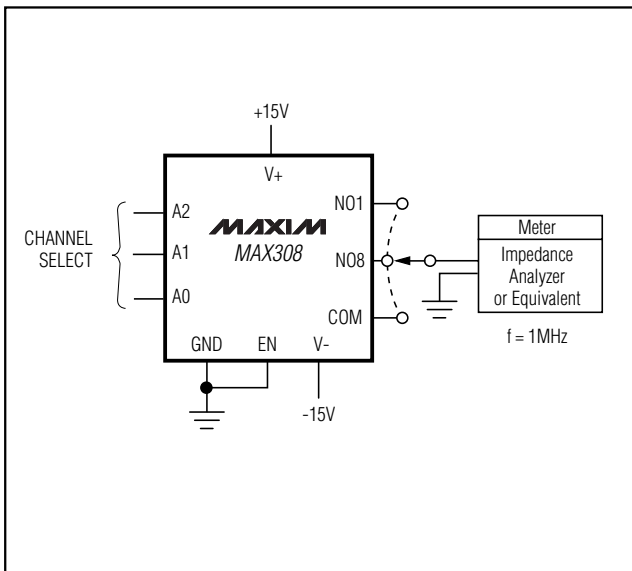 +15V
V+
CHANNEL
SELECT
A2
A1
A0
MAXIM
MAX308
NO1
NO8
COM
GND
EN
V-
-15V
Meter
Impedance
Analyzer
or Equivalent
f = 1MHz